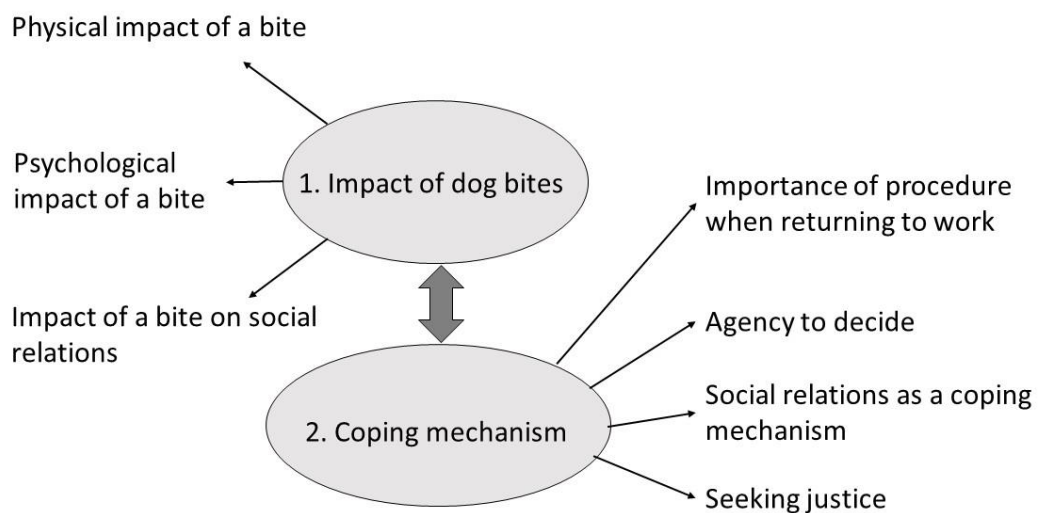 Physical impact of a bite
Psychological
impact of a bite
1. Impact of dog bites
Impact of a bite on social
relations
Importance of procedure
when returning to work
Agency to decide
Social relations as a coping
mechanism
2. Coping mechanism
Seeking justice